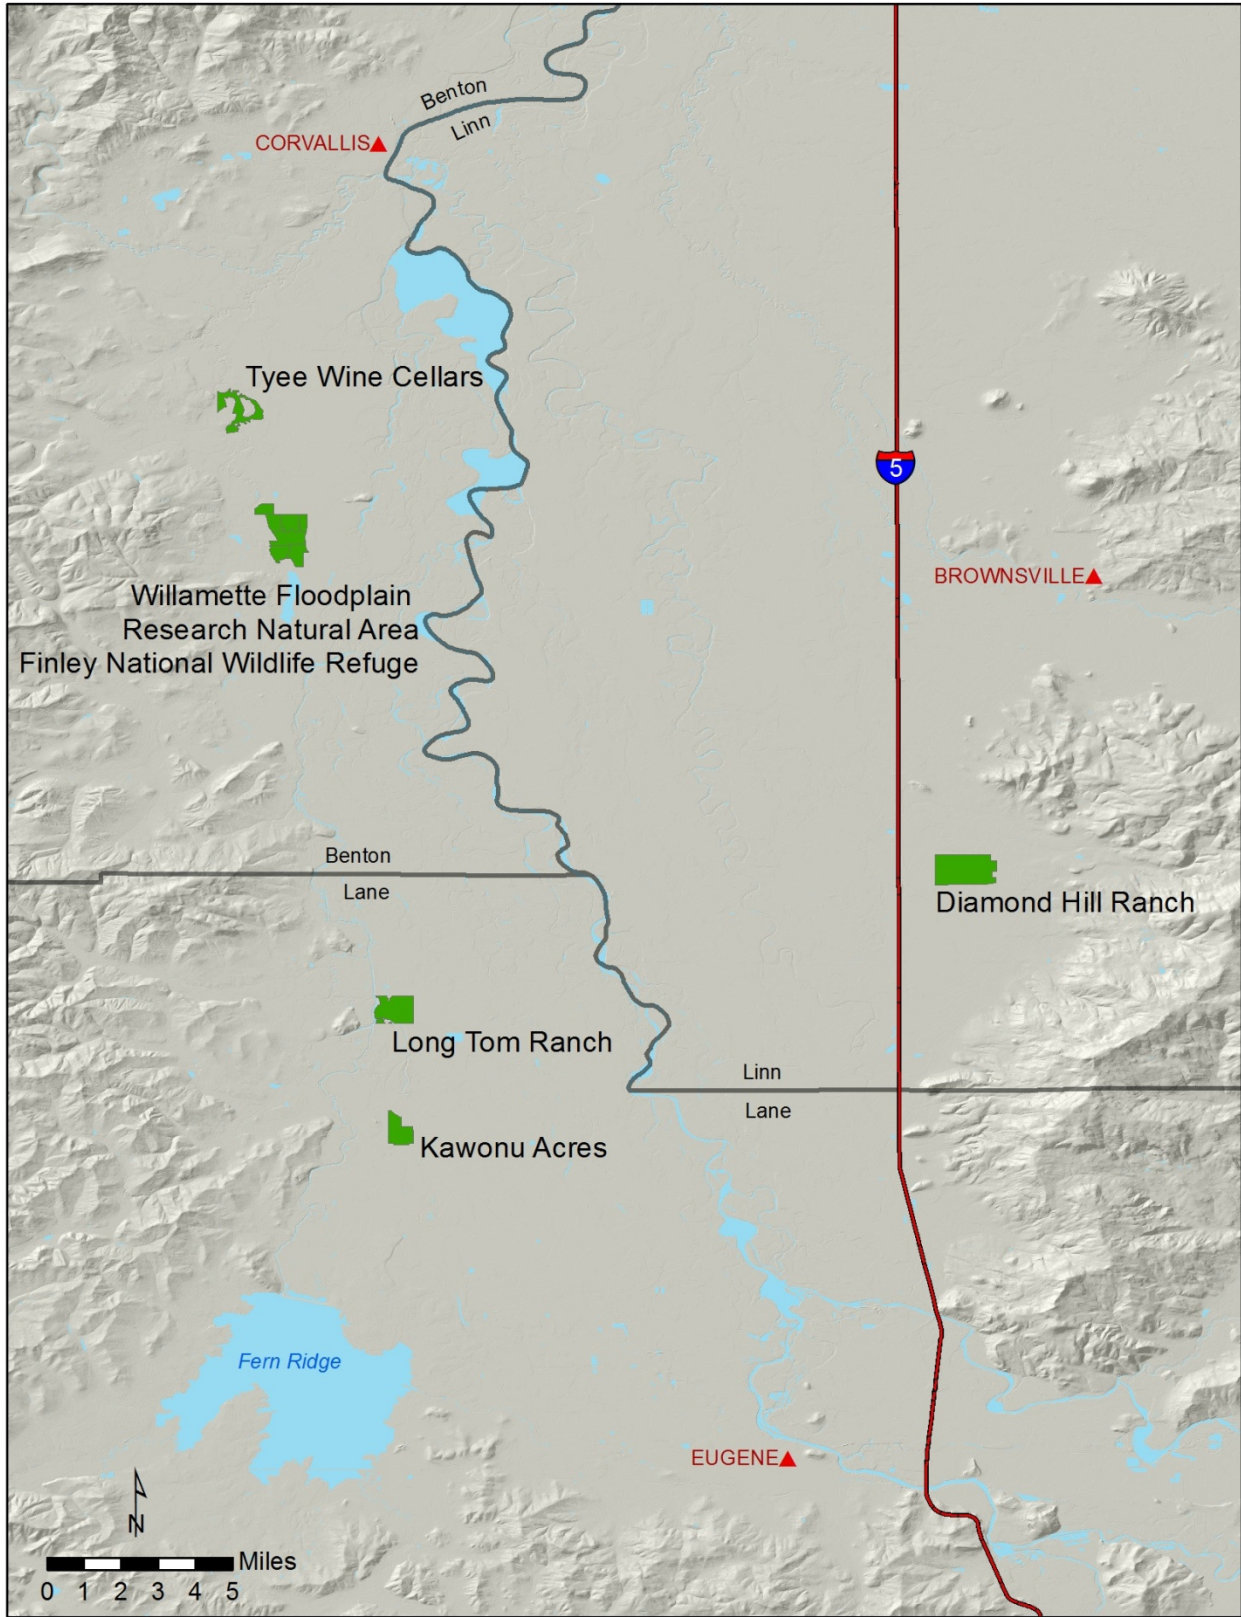 Benton
Linn
CORVALLIS
Tyee Wine Cellars
5
BROWNSVILLE
Willamette Floodplain
Research Natural Area
Finley National Wildlife Refuge
Benton
Lane
Diamond Hill Ranch
Long Tom Ranch
Linn
Lane
Kawonu Acres
Fern Ridge
EUGENE
N
Miles
0 1 2 3 4 5